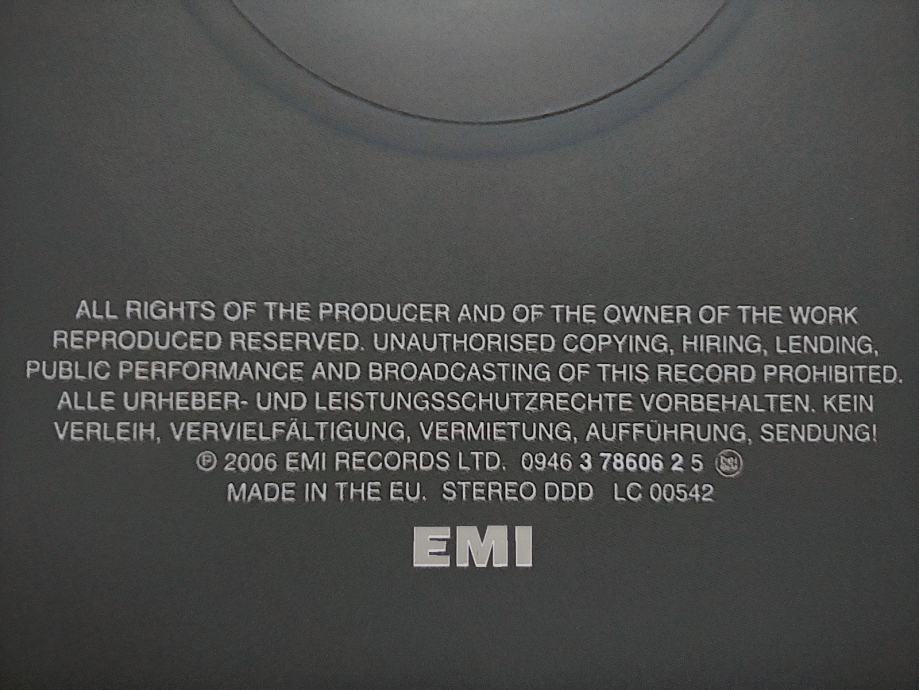 ALL RIGHTS OF THE PRODUCER AND OF THE OWNER OF THE WORK
REPRODUCED RESERVED. UNAUTHORISED COPYING, HIRING, LENDING,
PUBLIC PERFORMANCE AND BROADCASTING OF THIS RECORD PROHIBITED.
ALLE URHEBER- UND LEISTUNGSSCHUTZRECHTE VORBEHALTEN. KEIN
VERLEIH, VERVIELFÄLTIGUNG, VERMIETUNG, AUFFÜHRUNG, SENDUNG!
℗ 2006 EMI RECORDS LTD. 0946 3 78606 2 5
MADE IN THE EU. STEREO DDD LC 00542
EMI